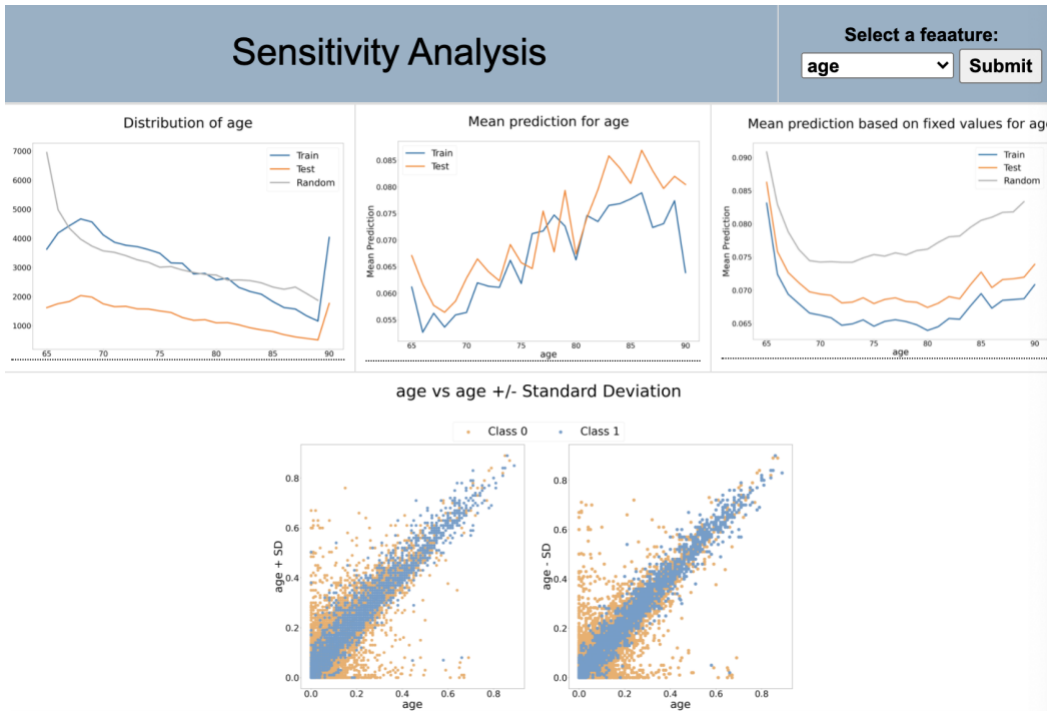 Sensitivity Analysis
Select a feaature:
age
Submit
Distribution of age
7000
6000
5000
4000
3000
2000
1000
Train
Test
Random
65
70
75
80
85
90
Mean prediction for age
Train
Test
0.085
0.080
0.075
0.070
0.065
0.060
0.055
Mean Prediction
65
70
75
80
85
90
age
Mean prediction based on fixed values for age
Train
Test
Random
0.090
0.085
0.080
0.075
0.070
0.065
Mean Prediction
65
70
75
80
85
90
age
age vs age +/- Standard Deviation
Class 0
Class 1
0.8
0.6
0.4
0.2
0.0
age + SD
0.0
0.2
0.4
0.6
0.8
age
0.8
0.6
0.4
0.2
0.0
age - SD
0.0
0.2
0.4
0.6
0.8
age